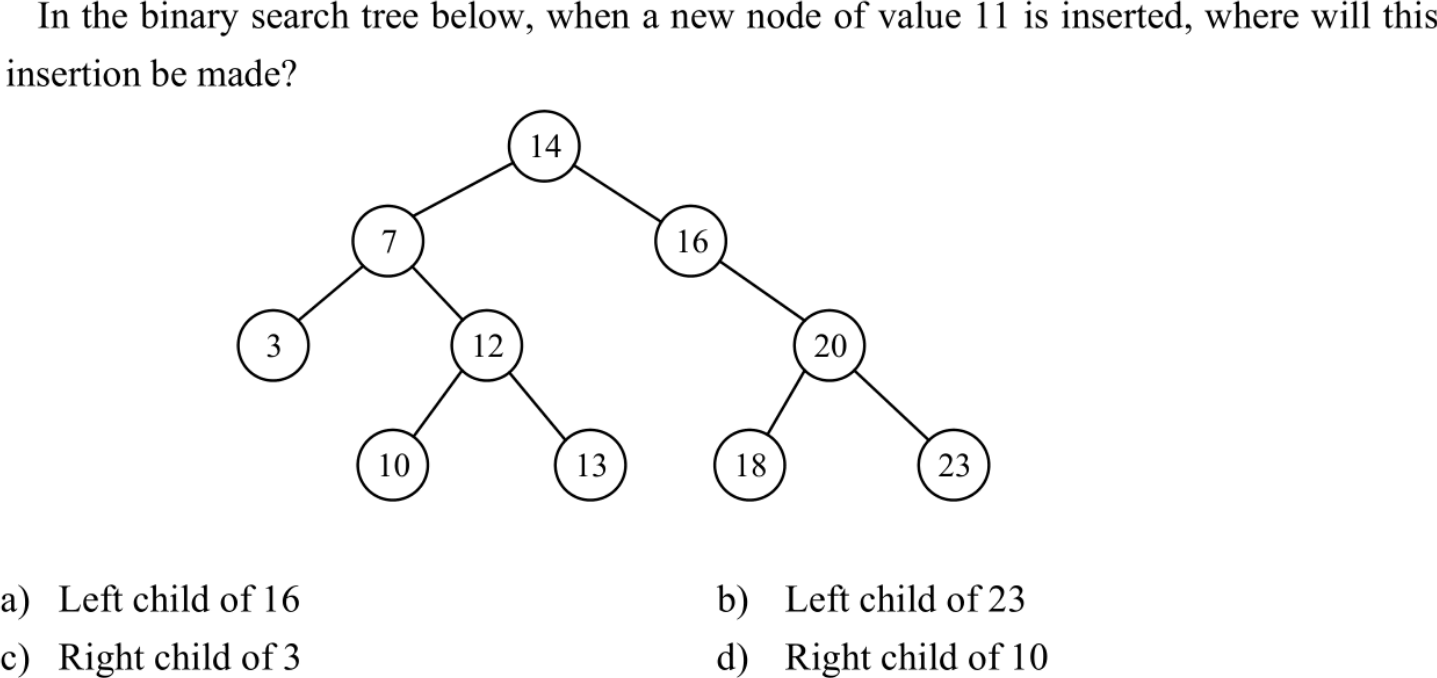 In the binary search tree below, when a new node of value 11 is inserted, where will this
insertion be made?
14
7
16
3
12
20
10
13
18
23
a) Left child of 16
b) Left child of 23
c) Right child of 3
d) Right child of 10